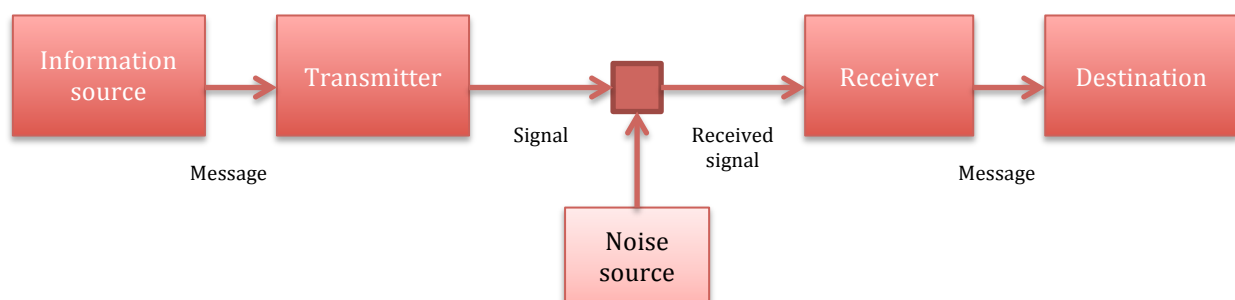 Information
source
Transmitter
Receiver
Destination
Signal
Received
signal
Message
Message
Noise
source